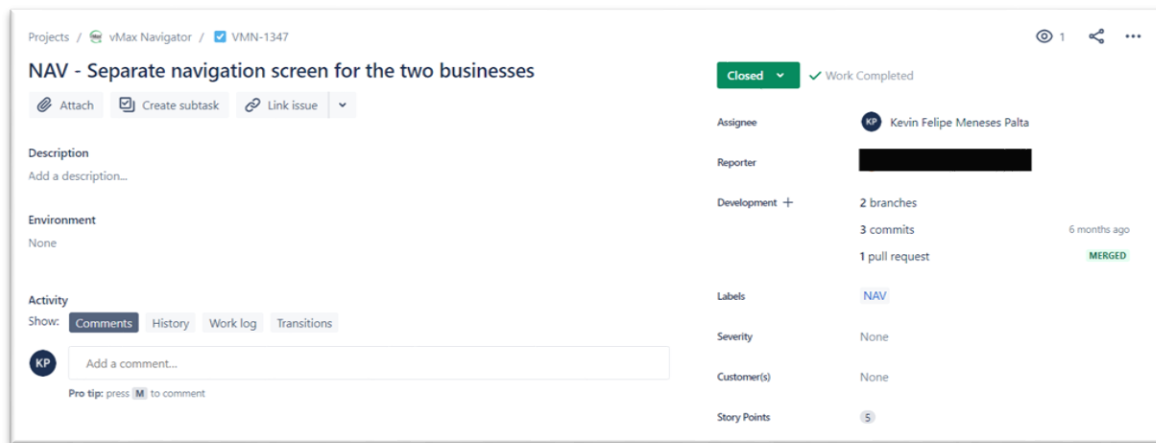 Projects / vMax Navigator / VMN-1347
1
NAV - Separate navigation screen for the two businesses
Attach Create subtask Link issue
Description
Add a description...
Environment
None
Activity
Show: Comments History Work log Transitions
KP Add a comment...
Pro tip: press M to comment
Closed Work Completed
Assignee KP Kevin Felipe Meneses Palta
Reporter
Development 2 branches
3 commits 6 months ago
1 pull request MERGED
Labels NAV
Severity None
Customer(s) None
Story Points 5